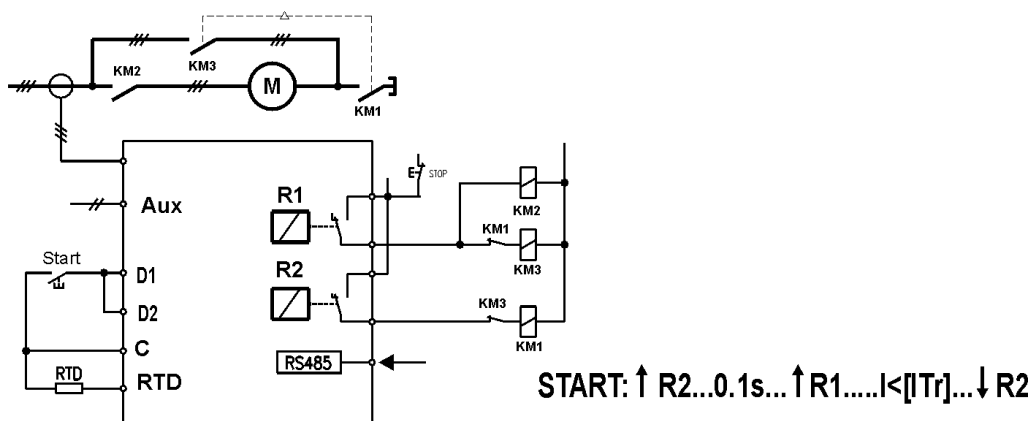 KM2
KM3
M
KM1
STOP
R1
KM2
Aux
KM1
KM3
Start
D1
R2
D2
KM3
KM1
C
RS485
RTD
RTD
START: ↑ R2...0.1s... ↑ R1.....I<[ITr]... ↓ R2